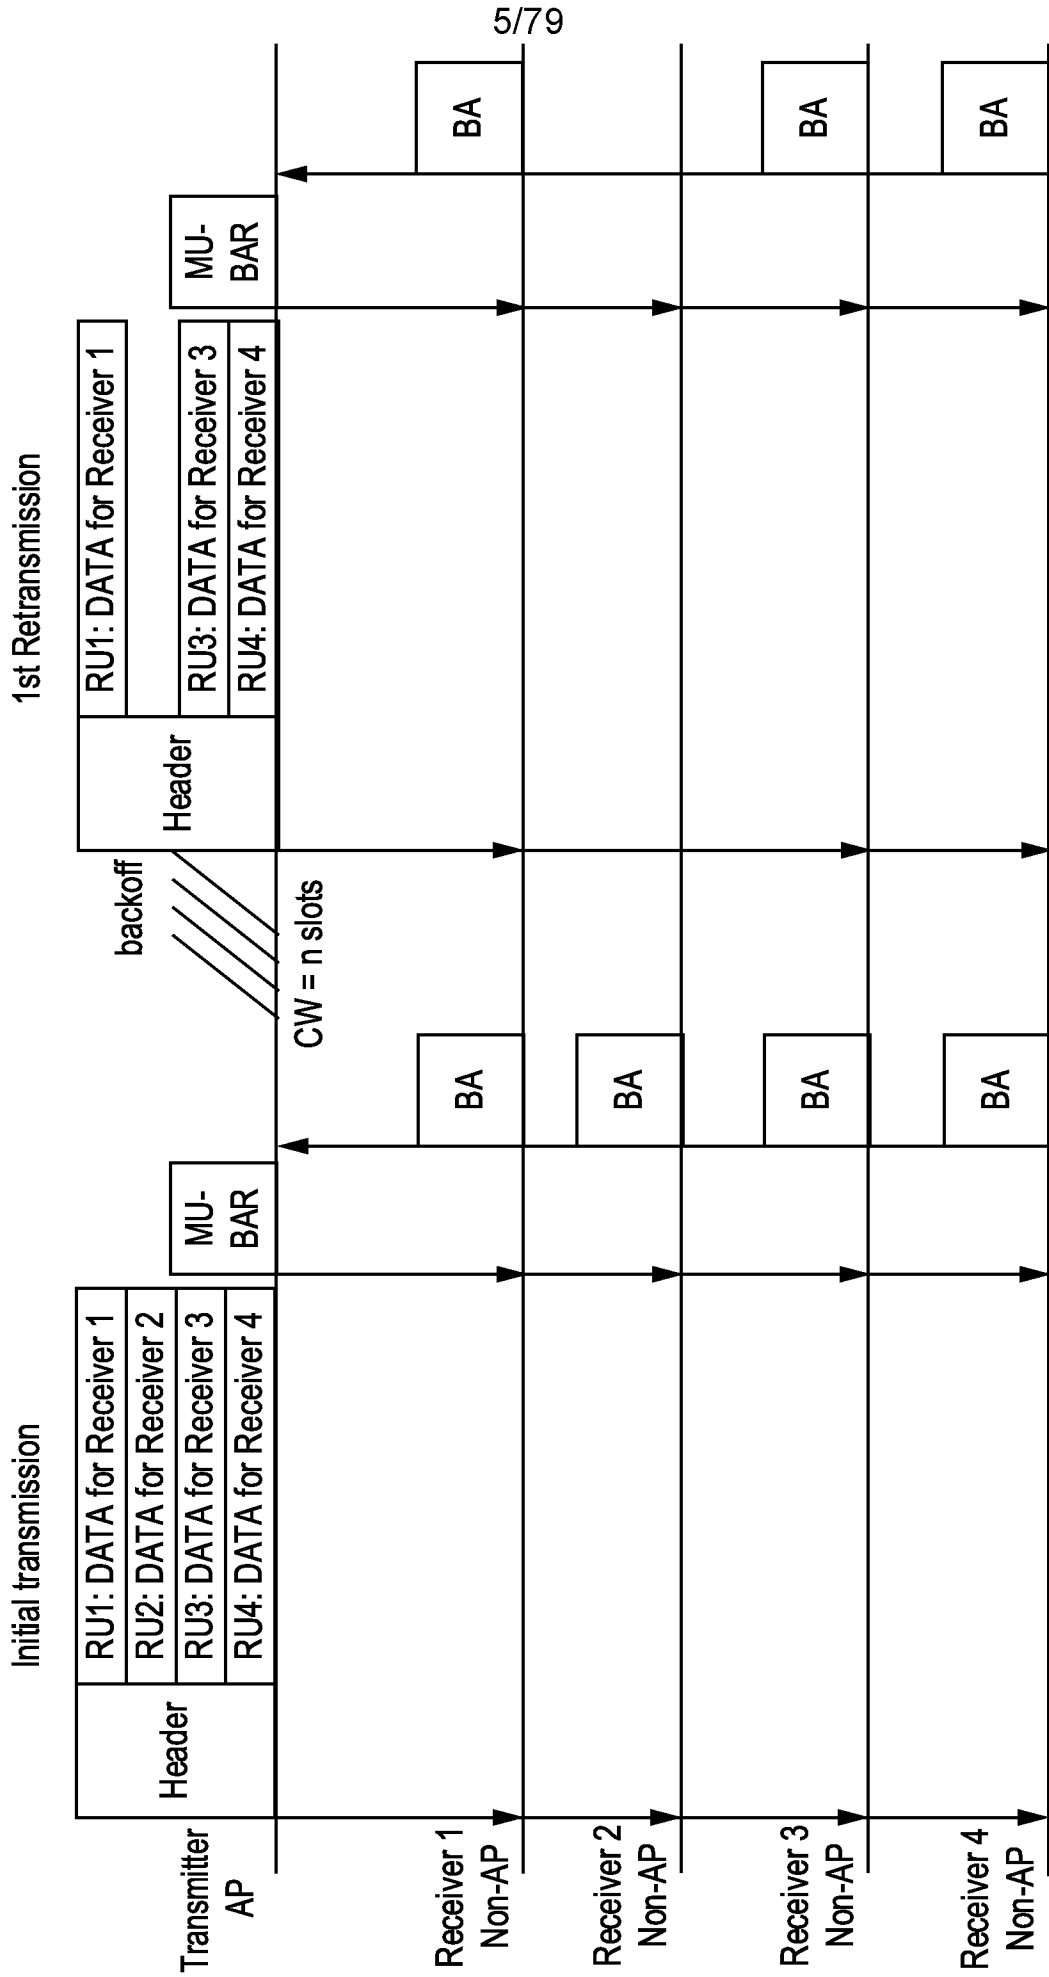 5/79
Initial transmission
1st Retransmission
Transmitter
AP
Header
RU1: DATA for Receiver 1
RU2: DATA for Receiver 2
RU3: DATA for Receiver 3
RU4: DATA for Receiver 4
MU-
BAR
backoff
CW = n slots
Header
RU1: DATA for Receiver 1
RU3: DATA for Receiver 3
RU4: DATA for Receiver 4
MU-
BAR
Receiver 1
Non-AP
BA
BA
Receiver 2
Non-AP
BA
Receiver 3
Non-AP
BA
BA
Receiver 4
Non-AP
BA
BA